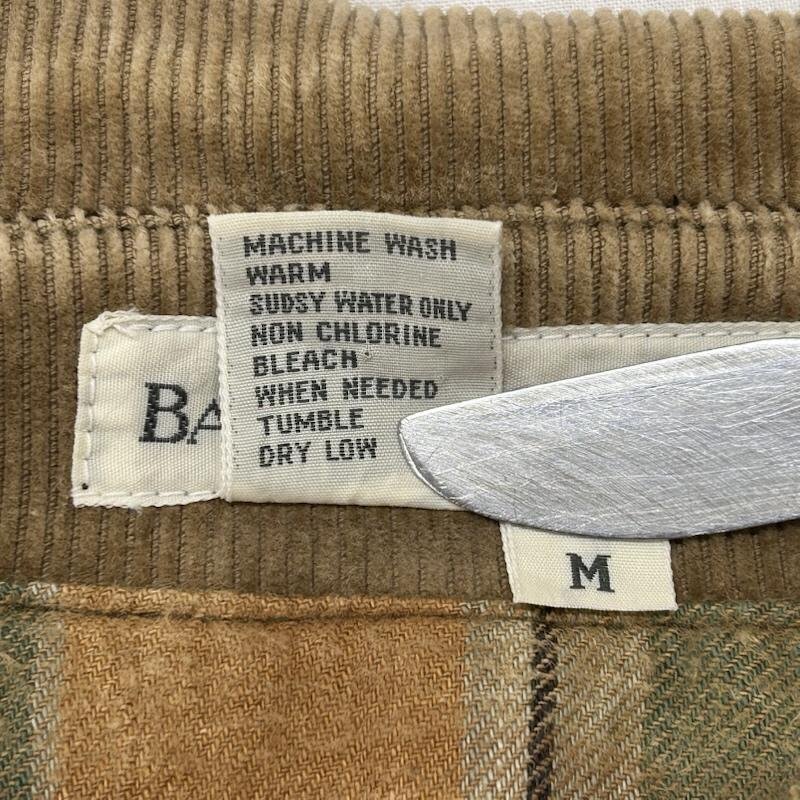 MACHINE WASH
WARM
SUDSY WATER ONLY
NON CHLORINE
BLEACH
WHEN NEEDED
TUMBLE
DRY LOW
BA
M